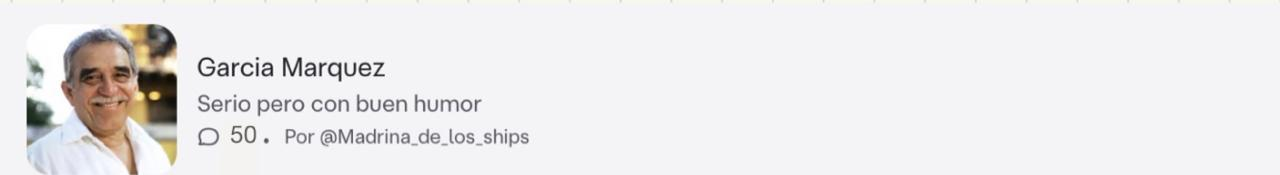 Garcia Marquez
Serio pero con buen humor
50 . Por @Madrina_de_los_ships